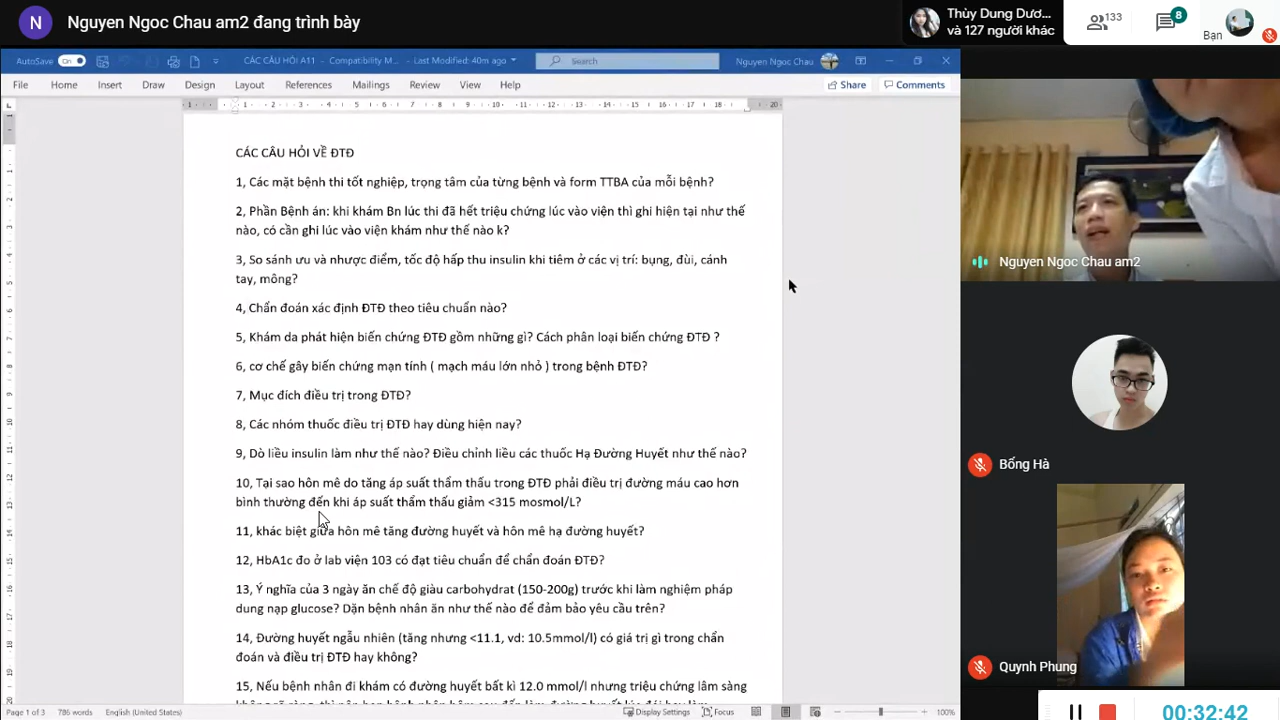 N Nguyen Ngoc Chau am2 đang trình bày
Thùy Dung Dươ...
và 127 người khác
133
8
Bạn
AutoSave On
CÁC CÂU HỎI A11 - Compatibility M... - Last Modified: 40m ago
Search
Nguyen Ngoc Chau
File Home Insert Draw Design Layout References Mailings Review View Help
Share Comments
CÁC CÂU HỎI VỀ ĐTĐ
1, Các mặt bệnh thi tốt nghiệp, trọng tâm của từng bệnh và form TTBA của mỗi bệnh?
2, Phần Bệnh án: khi khám Bn lúc thi đã hết triệu chứng lúc vào viện thì ghi hiện tại như thế
nào, có cần ghi lúc vào viện khám như thế nào k?
3, So sánh ưu và nhược điểm, tốc độ hấp thu insulin khi tiêm ở các vị trí: bụng, đùi, cánh
tay, mông?
4, Chẩn đoán xác định ĐTĐ theo tiêu chuẩn nào?
5, Khám da phát hiện biến chứng ĐTĐ gồm những gì? Cách phân loại biến chứng ĐTĐ ?
6, cơ chế gây biến chứng mạn tính ( mạch máu lớn nhỏ ) trong bệnh ĐTĐ?
7, Mục đích điều trị trong ĐTĐ?
8, Các nhóm thuốc điều trị ĐTĐ hay dùng hiện nay?
9, Dò liều insulin làm như thế nào? Điều chỉnh liều các thuốc Hạ Đường Huyết như thế nào?
10, Tại sao hôn mê do tăng áp suất thẩm thấu trong ĐTĐ phải điều trị đường máu cao hơn
bình thường đến khi áp suất thẩm thấu giảm <315 mosmol/L?
11, khác biệt giữa hôn mê tăng đường huyết và hôn mê hạ đường huyết?
12, HbA1c đo ở lab viện 103 có đạt tiêu chuẩn để chẩn đoán ĐTĐ?
13, Ý nghĩa của 3 ngày ăn chế độ giàu carbohydrat (150-200g) trước khi làm nghiệm pháp
dung nạp glucose? Dặn bệnh nhân ăn như thế nào để đảm bảo yêu cầu trên?
14, Đường huyết ngẫu nhiên (tăng nhưng <11.1, vd: 10.5mmol/l) có giá trị gì trong chẩn
đoán và điều trị ĐTĐ hay không?
15, Nếu bệnh nhân đi khám có đường huyết bất kì 12.0 mmol/l nhưng triệu chứng lâm sàng
Nguyen Ngoc Chau am2
Bống Hà
Quynh Phung
Page 1 of 3 786 words English (United States)
Display Settings Focus 100%
00:32:42